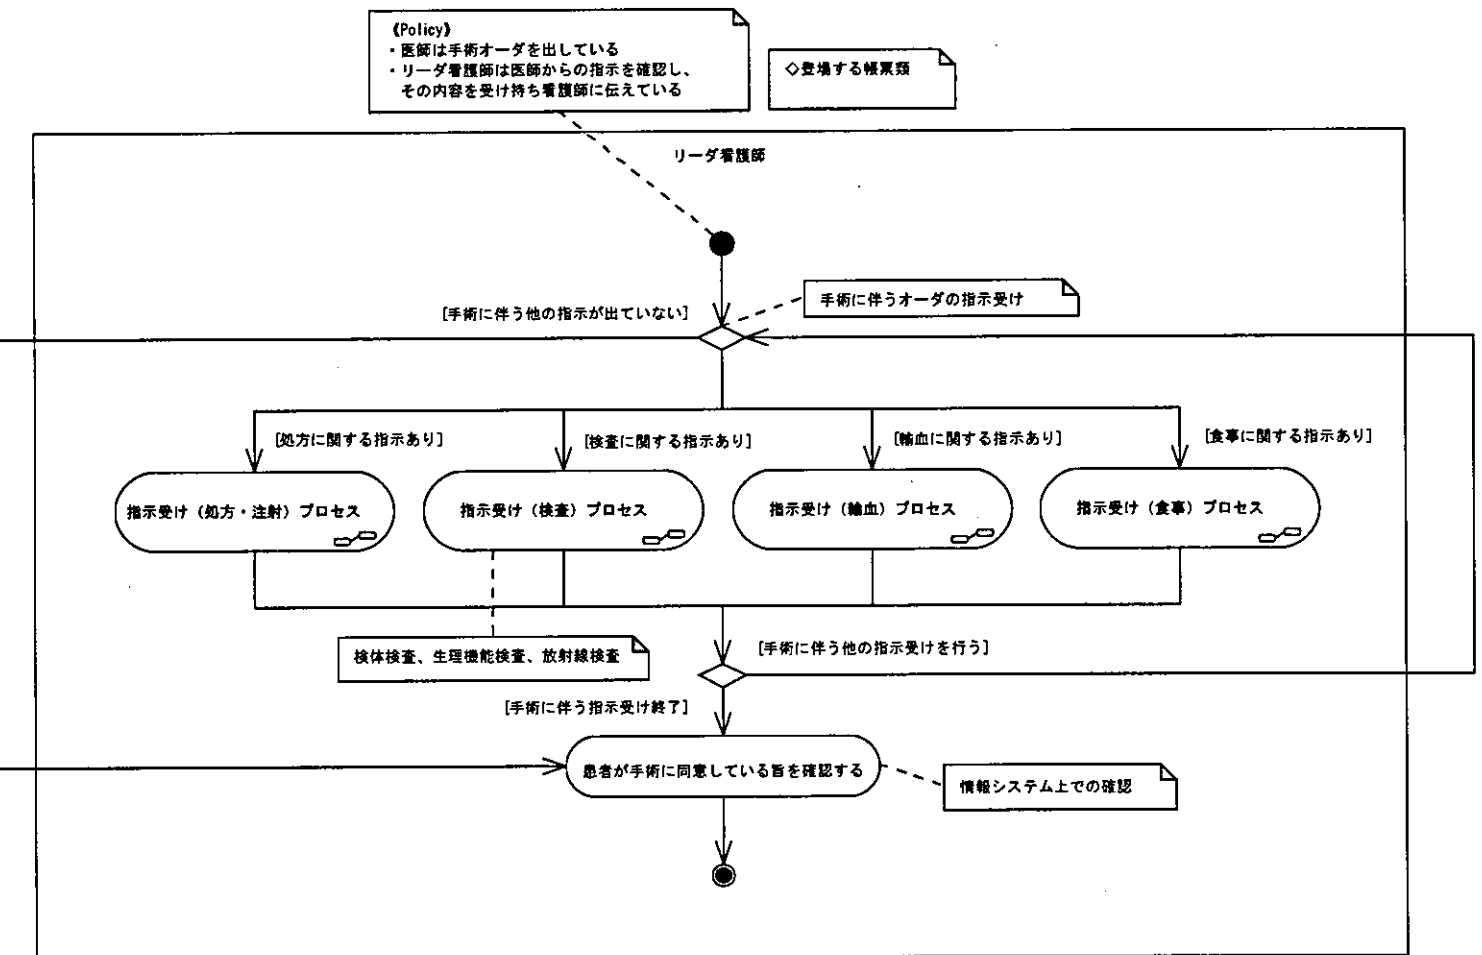 《Policy》
・医師は手術オーダを出している
・リーダ看護師は医師からの指示を確認し、
その内容を受け持ち看護師に伝えている
◇登場する帳票類
リーダ看護師
[手術に伴う他の指示が出ていない]
手術に伴うオーダの指示受け
[処方に関する指示あり]
[検査に関する指示あり]
[輸血に関する指示あり]
[食事に関する指示あり]
指示受け（処方・注射）プロセス
指示受け（検査）プロセス
指示受け（輸血）プロセス
指示受け（食事）プロセス
検体検査、生理機能検査、放射線検査
[手術に伴う他の指示受けを行う]
[手術に伴う指示受け終了]
患者が手術に同意している旨を確認する
情報システム上での確認